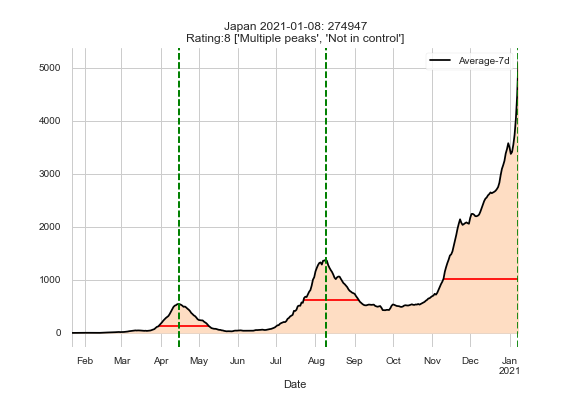 Japan 2021-01-08: 274947
Rating:8 ['Multiple peaks', 'Not in control']
Average-7d
5000
4000
3000
2000
1000
0
Feb Mar Apr May Jun Jul Aug Sep Oct Nov Dec Jan
2021
Date